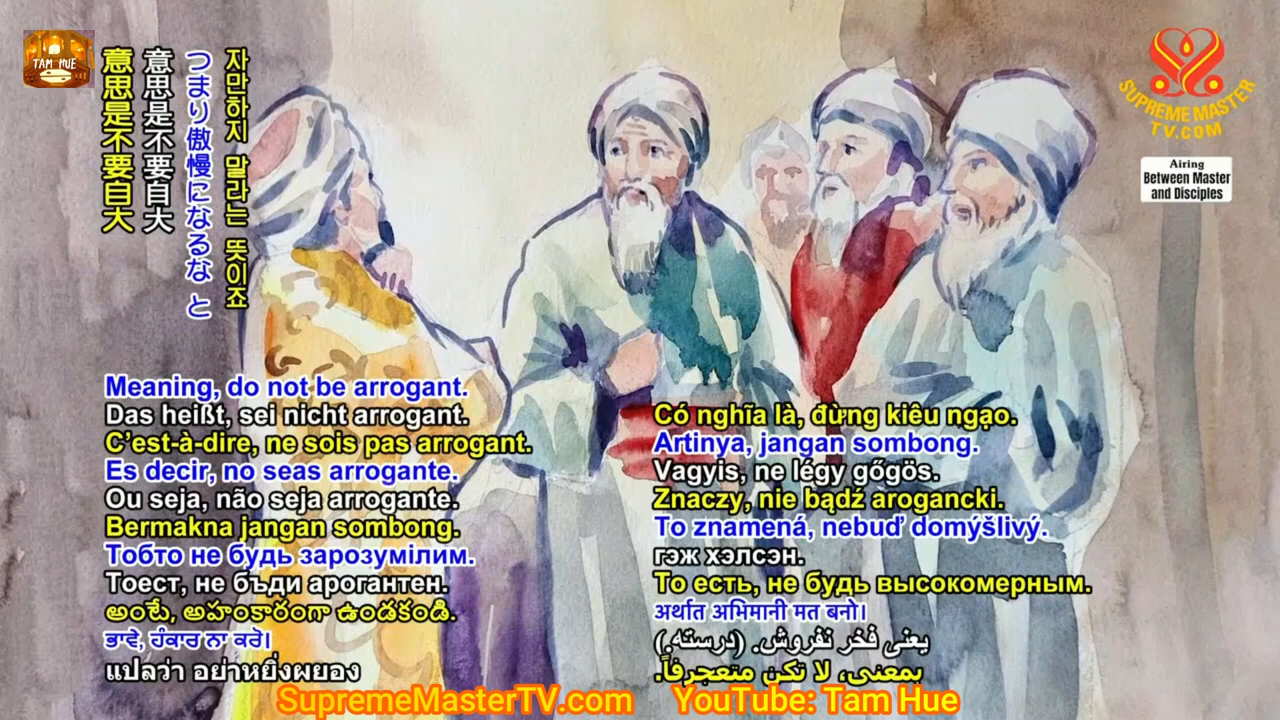 TAM HUE
意思是不要自大
意思是不要自大
つまり傲慢になるな と
자만하지 말라는 뜻이죠
SUPREME MASTER
TV.COM
Airing
Between Master
and Disciples
Meaning, do not be arrogant.
Das heißt, sei nicht arrogant.
C'est-à-dire, ne sois pas arrogant.
Es decir, no seas arrogante.
Ou seja, não seja arrogante.
Bermakna jangan sombong.
Тобто не будь зарозумілим.
Тоест, не бъди арогантен.
అంటే, అహంకారంగా ఉండకండి.
ਭਾਵੇ, ਹੰਕਾਰ ਨਾ ਕਰੋ।
แปลว่า อย่าหยิ่งผยอง
Có nghĩa là, đừng kiêu ngạo.
Artinya, jangan sombong.
Vagyis, ne légy gőgös.
Znaczy, nie bądź arogancki.
To znamená, nebuď domýšlivý.
гэж хэлсэн.
То есть, не будь высокомерным.
अर्थात अभिमानी मत बनो।
یعنی فخر نفروش. (درسته.)
بمعنى، لا تكن متعجرفاً.
SupremeMasterTV.com YouTube: Tam Hue